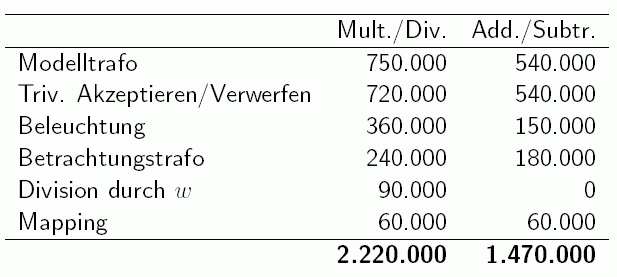 Mult./Div. Add./Subtr.
Modelltrafo 750.000 540.000
Triv. Akzeptieren/Verwerfen 720.000 540.000
Beleuchtung 360.000 150.000
Betrachtungstrafo 240.000 180.000
Division durch w 90.000 0
Mapping 60.000 60.000
2.220.000 1.470.000